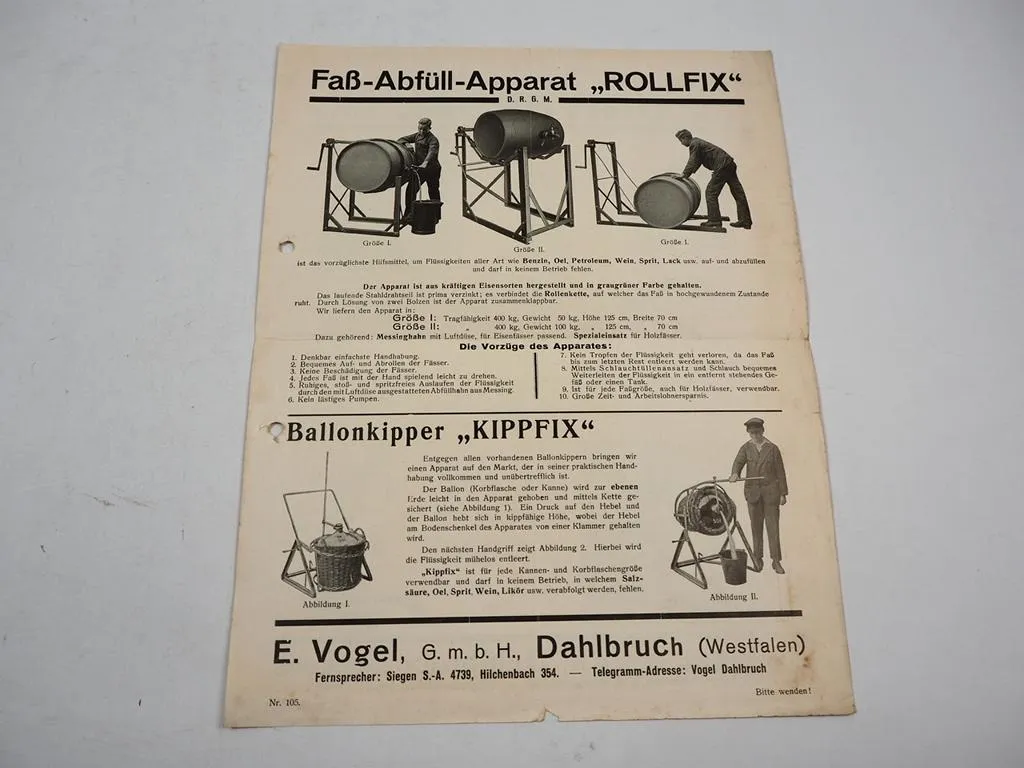 Faß-Abfüll-Apparat „ROLLFIX“
D. R. G. M.
Größe I.
Größe II.
Größe I.
ist das vorzüglichste Hilfsmittel, um Flüssigkeiten aller Art wie Benzin, Oel, Petroleum, Wein, Sprit, Lack usw. auf- und abzufüllen
und darf in keinem Betrieb fehlen.
Der Apparat ist aus kräftigen Eisensorten hergestellt und in graugrüner Farbe gehalten.
Das laufende Stahldrahtseil ist prima verzinkt; es verbindet die Rollenkette, auf welcher das Faß in hochgewundenem Zustande
ruht. Durch Lösung von zwei Bolzen ist der Apparat zusammenklappbar.
Wir liefern den Apparat in:
Größe I: Tragfähigkeit 400 kg, Gewicht 50 kg, Höhe 125 cm, Breite 70 cm
Größe II: „ 400 kg, Gewicht 100 kg, „ 125 cm, „ 70 cm
Dazu gehörend: Messinghahn mit Luftdüse, für Eisenfässer passend. Spezialeinsatz für Holzfässer.
Die Vorzüge des Apparates:
1. Denkbar einfachste Handhabung.
2. Bequemes Auf- und Abrollen der Fässer.
3. Keine Beschädigung der Fässer.
4. Jedes Faß ist mit der Hand spielend leicht zu drehen.
5. Ruhiges, stoß- und spritzfreies Auslaufen der Flüssigkeit
durch den mit Luftdüse ausgestatteten Abfüllhahn aus Messing.
6. Kein lästiges Pumpen.
7. Kein Tropfen der Flüssigkeit geht verloren, da das Faß
bis zum letzten Rest entleert werden kann.
8. Mittels Schlauchtüllenansatz und Schlauch bequemes
Weiterleiten der Flüssigkeit in ein entfernt stehendes Ge-
fäß oder einen Tank.
9. Ist für jede Faßgröße, auch für Holzfässer, verwendbar.
10. Große Zeit- und Arbeitslohnersparnis.
Ballonkipper „KIPPFIX“
Entgegen allen vorhandenen Ballonkippern bringen wir
einen Apparat auf den Markt, der in seiner praktischen Hand-
habung vollkommen und unübertrefflich ist.
Der Ballon (Korbflasche oder Kanne) wird zur ebenen
Erde leicht in den Apparat gehoben und mittels Kette ge-
sichert (siehe Abbildung 1). Ein Druck auf den Hebel und
der Ballon hebt sich in kippfähige Höhe, wobei der Hebel
am Bodenschenkel des Apparates von einer Klammer gehalten
wird.
Den nächsten Handgriff zeigt Abbildung 2. Hierbei wird
die Flüssigkeit mühelos entleert.
„Kippfix“ ist für jede Kannen- und Korbflaschengröße
verwendbar und darf in keinem Betrieb, in welchem Salz-
säure, Oel, Sprit, Wein, Likör usw. verabfolgt werden, fehlen.
Abbildung I.
Abbildung II.
E. Vogel, G. m. b. H., Dahlbruch (Westfalen)
Fernsprecher: Siegen S.-A. 4739, Hilchenbach 354. — Telegramm-Adresse: Vogel Dahlbruch
Nr. 105.
Bitte wenden!